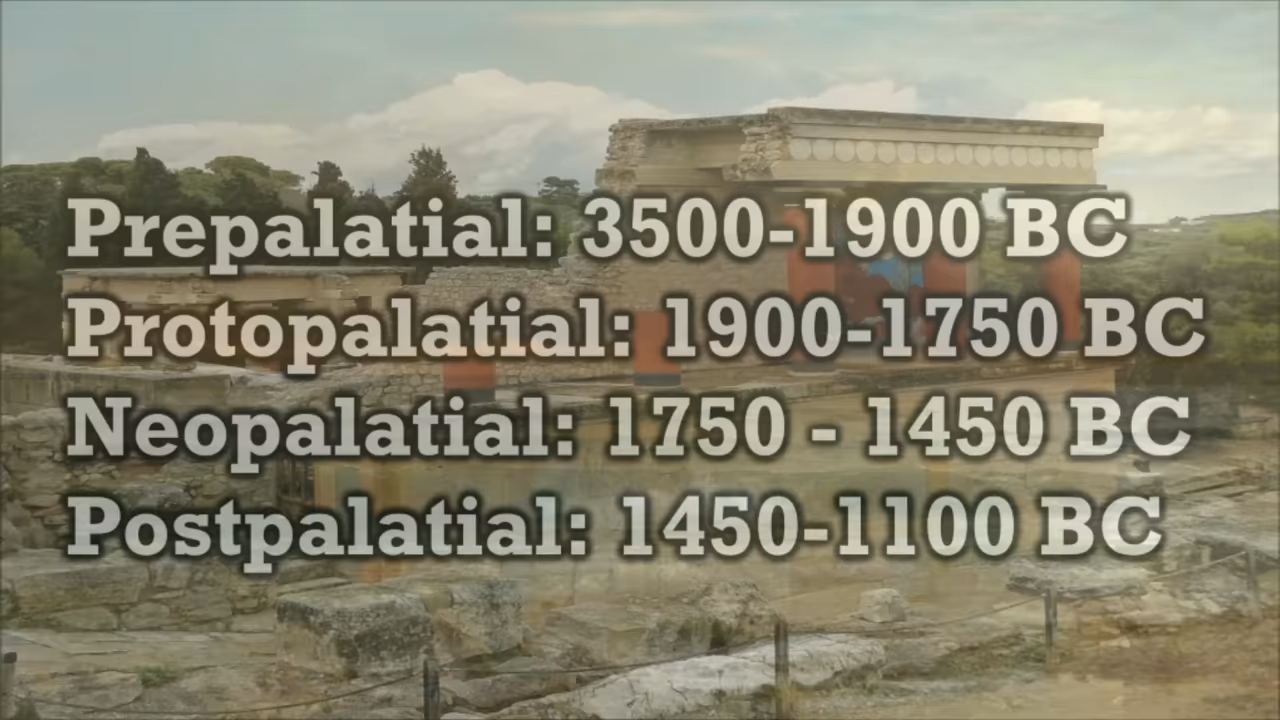 Prepalatial: 3500-1900 BC
Protopalatial: 1900-1750 BC
Neopalatial: 1750 - 1450 BC
Postpalatial: 1450-1100 BC